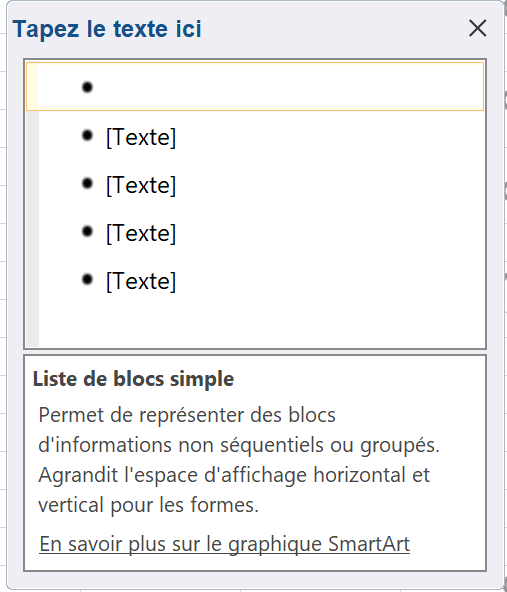 Tapez le texte ici
[Texte]
[Texte]
[Texte]
[Texte]
Liste de blocs simple
Permet de représenter des blocs
d'informations non séquentiels ou groupés.
Agrandit l'espace d'affichage horizontal et
vertical pour les formes.
En savoir plus sur le graphique SmartArt